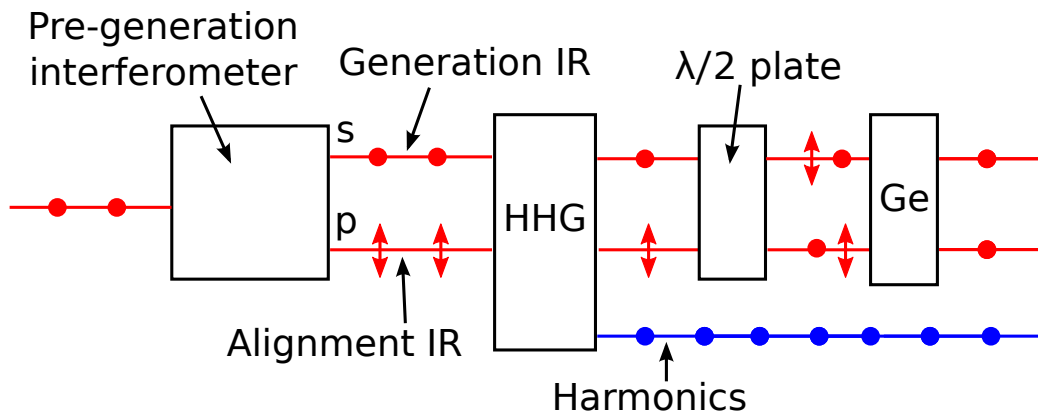 Pre-generation
interferometer
Generation IR
λ/2 plate
s
p
HHG
Ge
Alignment IR
Harmonics